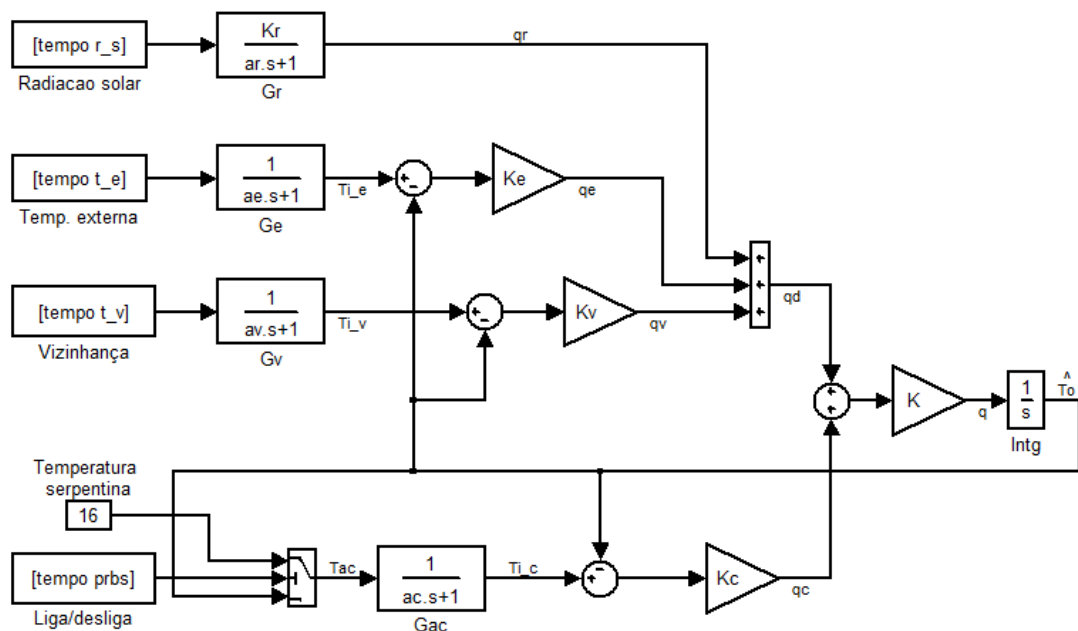 [tempo r_s]
Radiacao solar
Kr
ar.s+1
Gr
qr
[tempo t_e]
Temp. externa
1
ae.s+1
Ge
Ti_e
+
-
Ke
qe
[tempo t_v]
Vizinhança
1
av.s+1
Gv
Ti_v
+
-
Kv
qv
+
+
+
qd
+
+
K
q
1
s
Intg
^
To
Temperatura
serpentina
16
[tempo prbs]
Liga/desliga
Tac
1
ac.s+1
Gac
Ti_c
+
-
Kc
qc